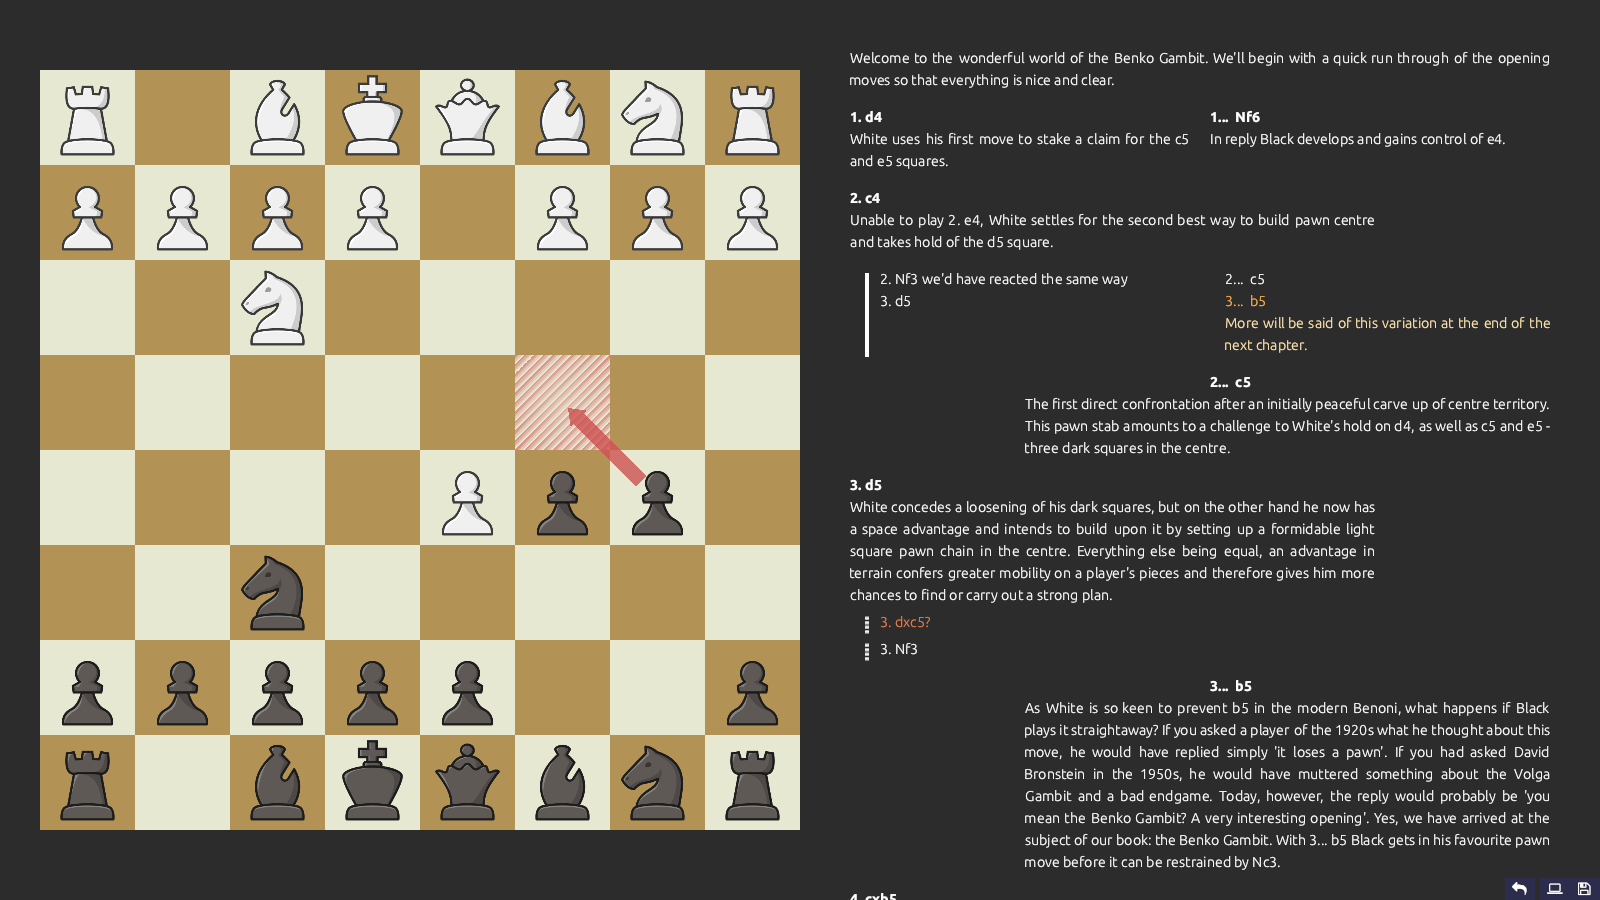 Welcome to the wonderful world of the Benko Gambit. We'll begin with a quick run through of the opening
moves so that everything is nice and clear.
1. d4
White uses his first move to stake a claim for the c5
and e5 squares.
1... Nf6
In reply Black develops and gains control of e4.
2. c4
Unable to play 2. e4, White settles for the second best way to build pawn centre
and takes hold of the d5 square.
2. Nf3 we'd have reacted the same way
2... c5
3. d5
3... b5
More will be said of this variation at the end of the
next chapter.
2... c5
The first direct confrontation after an initially peaceful carve up of centre territory.
This pawn stab amounts to a challenge to White's hold on d4, as well as c5 and e5 -
three dark squares in the centre.
3. d5
White concedes a loosening of his dark squares, but on the other hand he now has
a space advantage and intends to build upon it by setting up a formidable light
square pawn chain in the centre. Everything else being equal, an advantage in
terrain confers greater mobility on a player's pieces and therefore gives him more
chances to find or carry out a strong plan.
3. dxc5?
3. Nf3
3... b5
As White is so keen to prevent b5 in the modern Benoni, what happens if Black
plays it straightaway? If you asked a player of the 1920s what he thought about this
move, he would have replied simply 'it loses a pawn'. If you had asked David
Bronstein in the 1950s, he would have muttered something about the Volga
Gambit and a bad endgame. Today, however, the reply would probably be 'you
mean the Benko Gambit? A very interesting opening'. Yes, we have arrived at the
subject of our book: the Benko Gambit. With 3... b5 Black gets in his favourite pawn
move before it can be restrained by Nc3.
4. cxb5